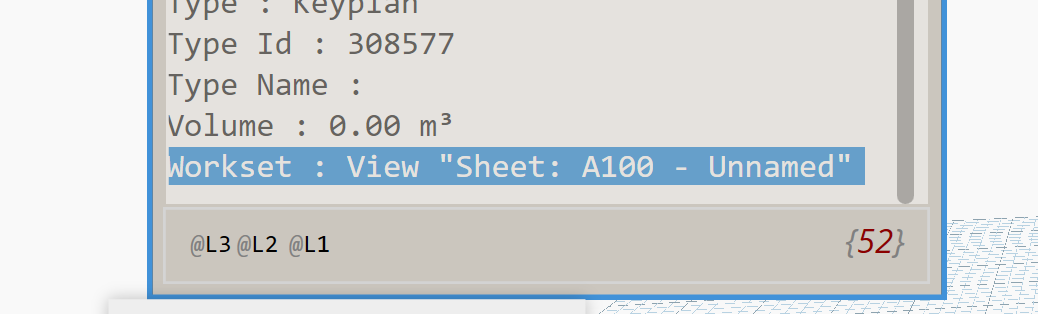 Type : Keyplan
Type Id : 308577
Type Name :
Volume : 0.00 m³
Workset : View "Sheet: A100 - Unnamed"
@L3 @L2 @L1 {52}